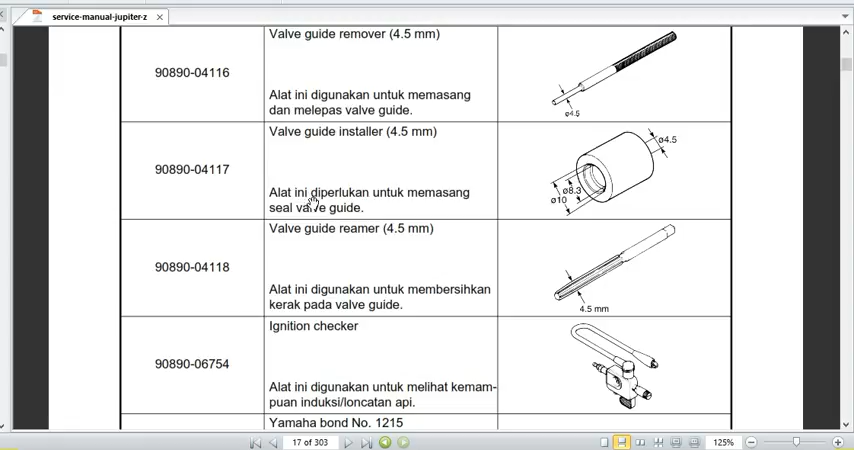 service-manual-jupiter-z
Valve guide remover (4.5 mm)
90890-04116
Alat ini digunakan untuk memasang
dan melepas valve guide.
ø4.5
Valve guide installer (4.5 mm)
90890-04117
Alat ini diperlukan untuk memasang
seal valve guide.
ø4.5
ø8.3
ø10
Valve guide reamer (4.5 mm)
90890-04118
Alat ini digunakan untuk membersihkan
kerak pada valve guide.
4.5 mm
Ignition checker
90890-06754
Alat ini digunakan untuk melihat kemam-
puan induksi/loncatan api.
Yamaha bond No. 1215
17 of 303
125%